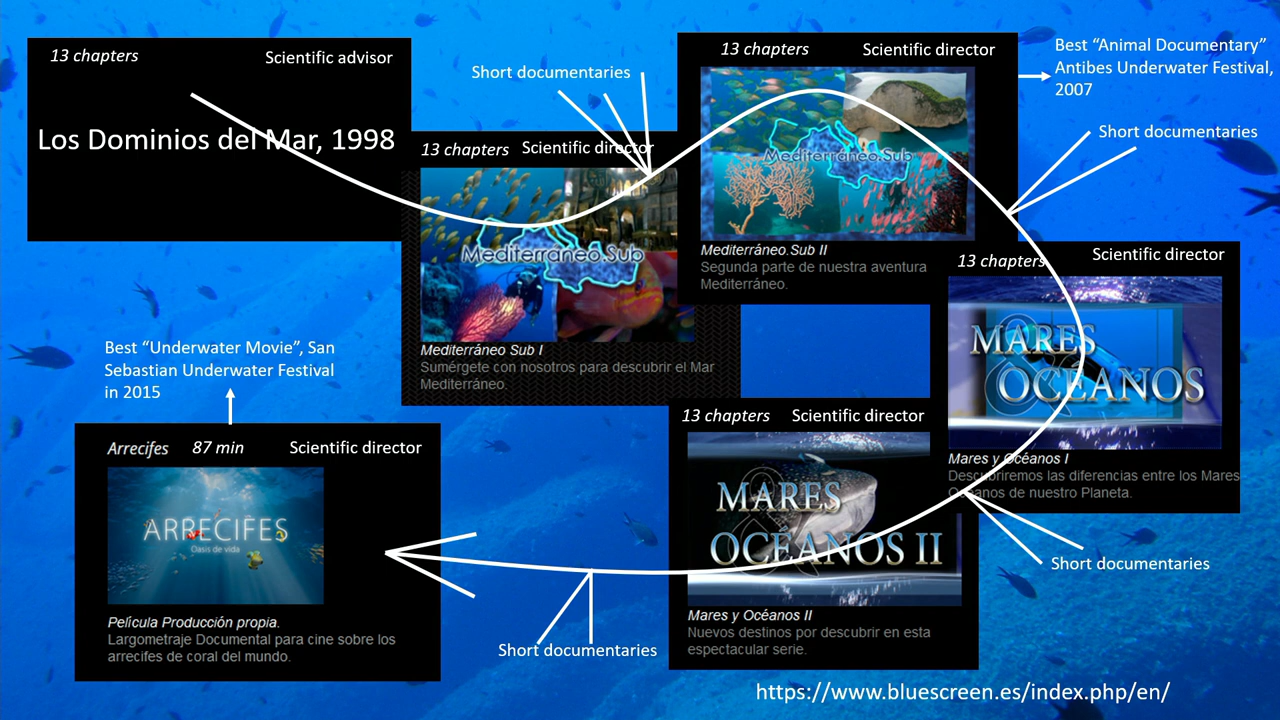 13 chapters
Scientific advisor
Los Dominios del Mar, 1998
Short documentaries
13 chapters
Scientific director
Mediterráneo.Sub
Mediterráneo Sub I
Sumérgete con nosotros para descubrir el Mar
Mediterráneo.
13 chapters
Scientific director
Mediterráneo.Sub
Mediterráneo.Sub II
Segunda parte de nuestra aventura
Mediterráneo.
Best “Animal Documentary”
Antibes Underwater Festival,
2007
Short documentaries
13 chapters
Scientific director
MARES
&
OCÉANOS
Mares y Océanos I
Descubriremos las diferencias entre los Mares
Océanos de nuestro Planeta.
Short documentaries
13 chapters
Scientific director
MARES
&
OCÉANOS II
Mares y Océanos II
Nuevos destinos por descubrir en esta
espectacular serie.
Short documentaries
Best “Underwater Movie”, San
Sebastian Underwater Festival
in 2015
Arrecifes
87 min
Scientific director
ARRECIFES
Oasis de vida
Película Producción propia.
Largometraje Documental para cine sobre los
arrecifes de coral del mundo.
https://www.bluescreen.es/index.php/en/